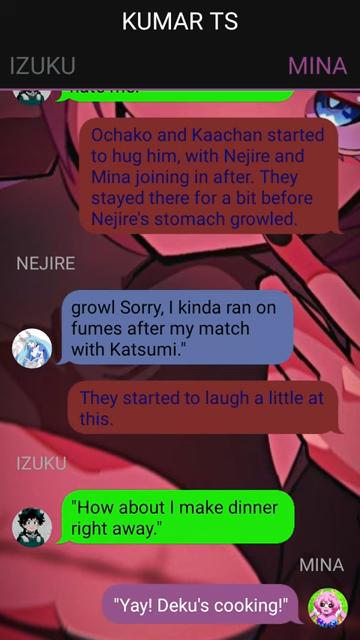 KUMAR TS
IZUKU
MINA
Ochako and Kaachan started
to hug him, with Nejire and
Mina joining in after. They
stayed there for a bit before
Nejire's stomach growled.
NEJIRE
growl Sorry, I kinda ran on
fumes after my match
with Katsumi."
They started to laugh a little at
this.
IZUKU
"How about I make dinner
right away."
MINA
"Yay! Deku's cooking!"